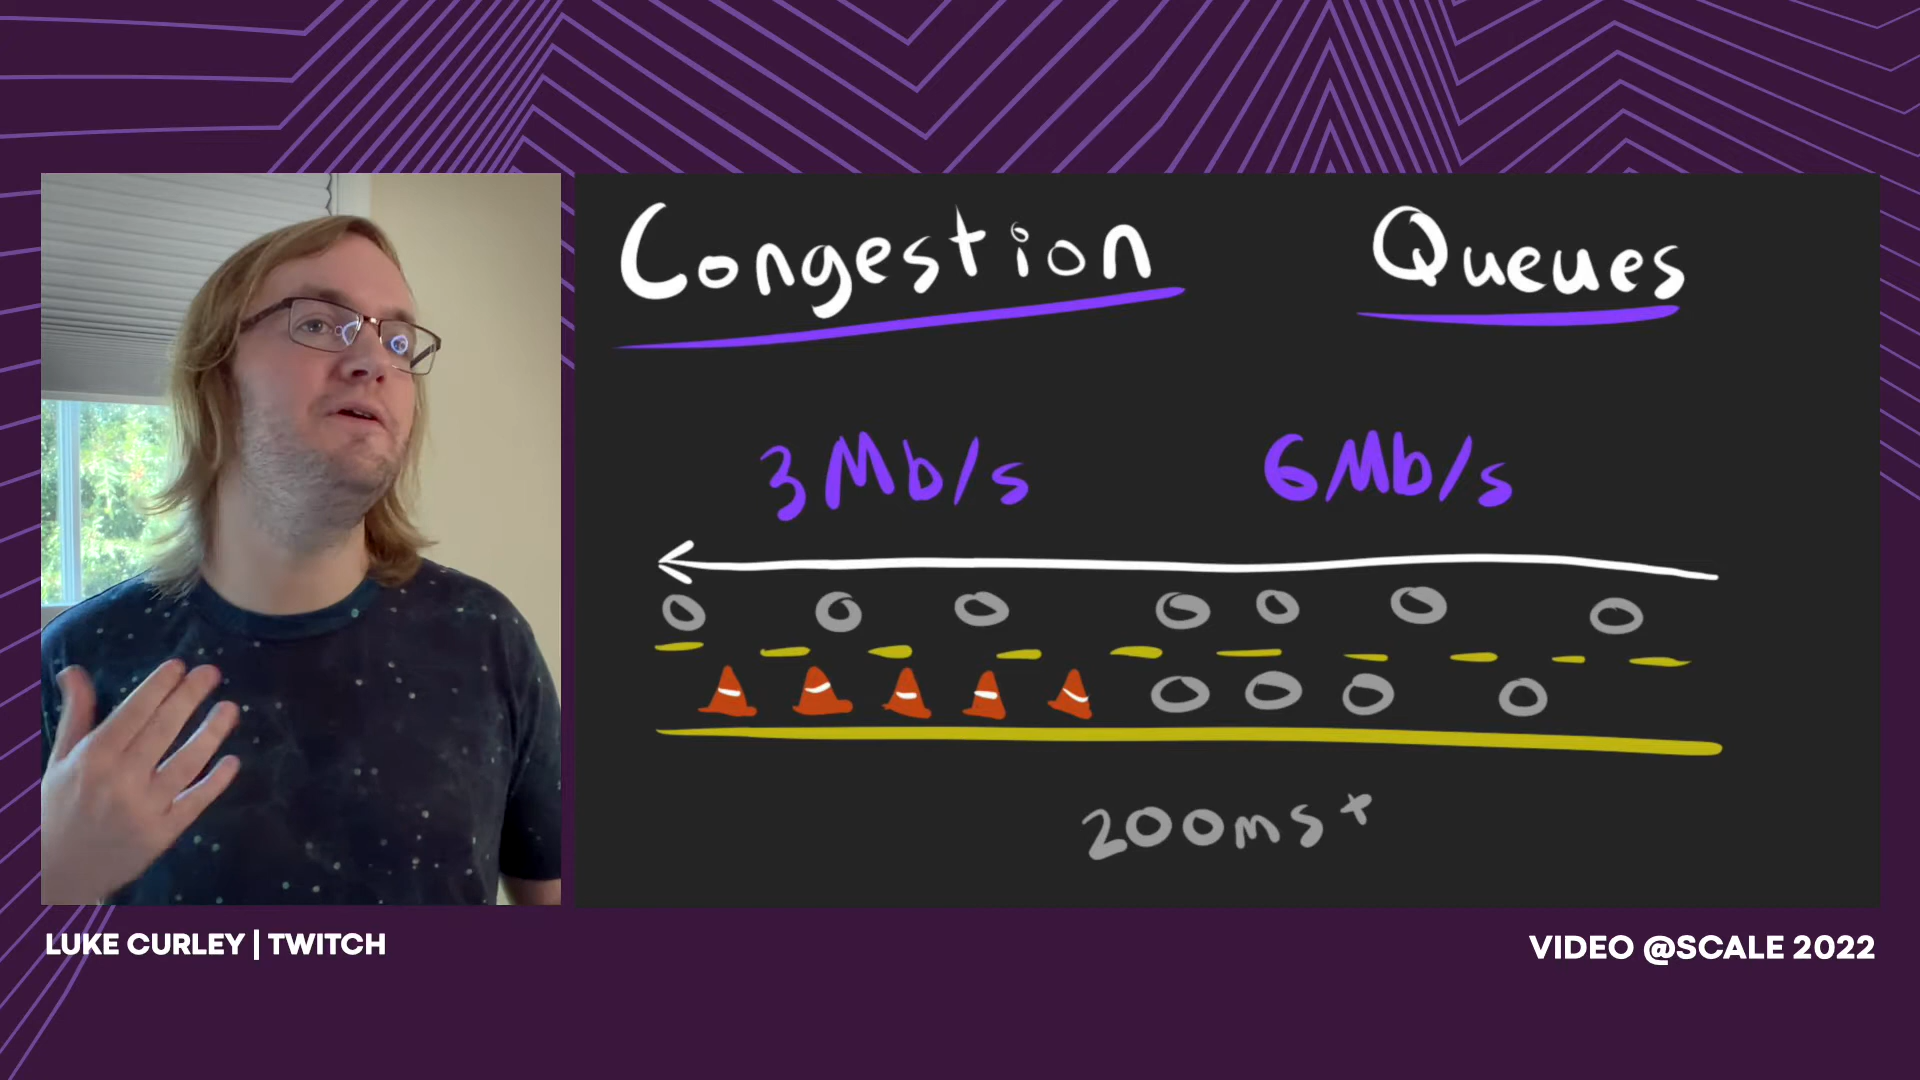 Congestion Queues
3Mb/s 6Mb/s
200ms+
LUKE CURLEY | TWITCH
VIDEO @SCALE 2022